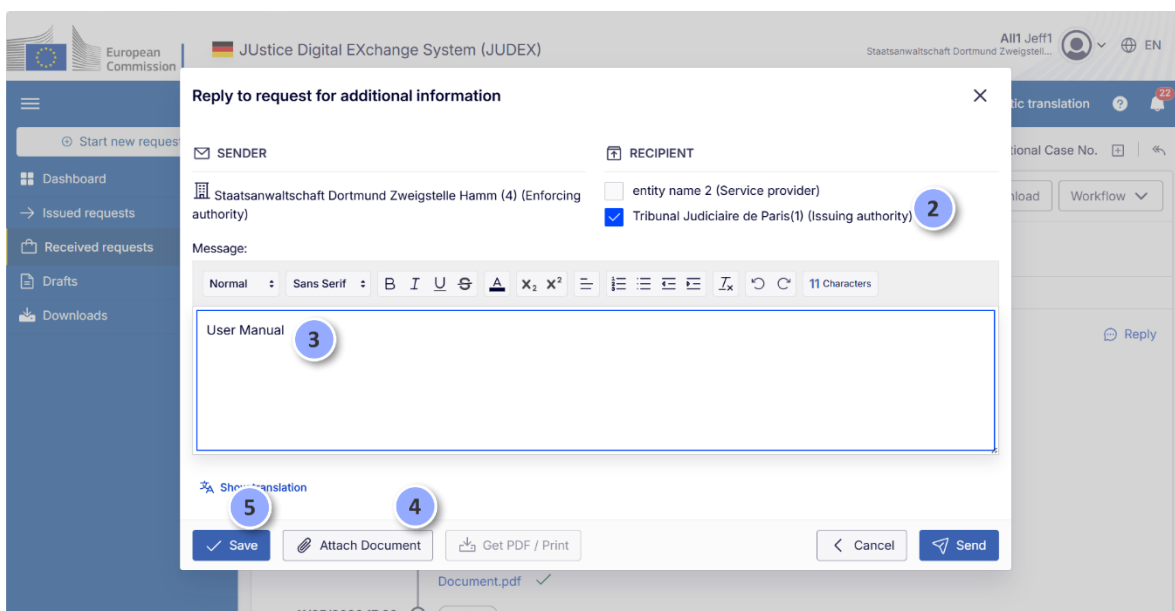 European
Commission
JUstice Digital EXchange System (JUDEX)
All1 Jeff1
Staatsanwaltschaft Dortmund Zweigstell...
EN
Reply to request for additional information
tic translation
22
Start new reques
SENDER
RECIPIENT
tional Case No.
Dashboard
Staatsanwaltschaft Dortmund Zweigstelle Hamm (4) (Enforcing
authority)
entity name 2 (Service provider)
2
nload
Workflow
Issued requests
Tribunal Judiciaire de Paris(1) (Issuing authority)
Received requests
Message:
Drafts
Normal
Sans Serif
B I U S A X₂ X²
11 Characters
Downloads
User Manual
3
Reply
Show translation
5
4
Save
Attach Document
Get PDF / Print
Cancel
Send
Document.pdf